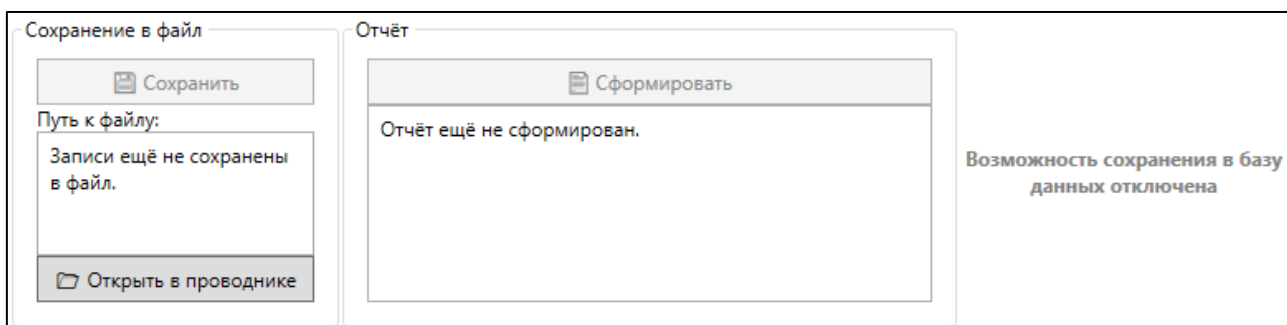 Сохранение в файл
Сохранить
Путь к файлу:
Записи ещё не сохранены
в файл.
Открыть в проводнике
Отчёт
Сформировать
Отчёт ещё не сформирован.
Возможность сохранения в базу
данных отключена